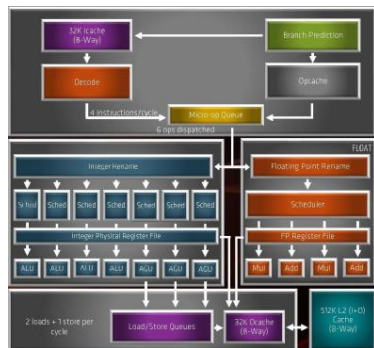 32K Icache
(8-Way)
Branch Prediction
Decode
Opcache
4 instructions/cycle
Micro-op Queue
6 ops dispatched
FLOAT
Integer Rename
Floating Point Rename
Sched
Sched
Sched
Sched
Sched
Sched
Sched
Scheduler
Integer Physical Register File
FP Register File
ALU
ALU
ALU
ALU
AGU
AGU
AGU
Mul
Add
Mul
Add
2 loads + 1 store per
cycle
Load/Store Queues
32K Dcache
(8-Way)
512K L2 (I+D)
Cache
(8-Way)